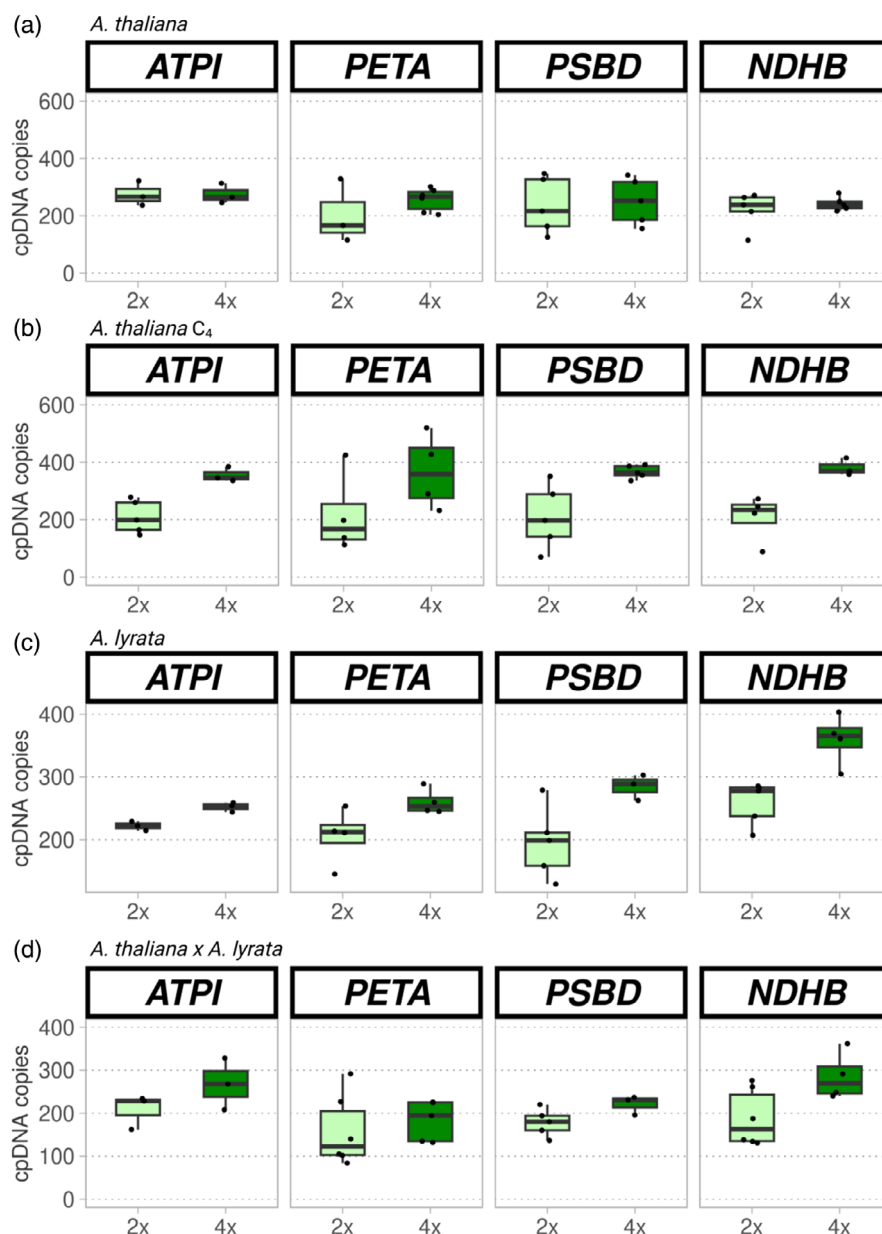 (a) A. thaliana
ATPI PETA PSBD NDHB
cpDNA copies
600
400
200
0
2x 4x 2x 4x 2x 4x 2x 4x
(b) A. thaliana C₄
ATPI PETA PSBD NDHB
cpDNA copies
600
400
200
0
2x 4x 2x 4x 2x 4x 2x 4x
(c) A. lyrata
ATPI PETA PSBD NDHB
cpDNA copies
400
300
200
2x 4x 2x 4x 2x 4x 2x 4x
(d) A. thaliana x A. lyrata
ATPI PETA PSBD NDHB
cpDNA copies
400
300
200
100
0
2x 4x 2x 4x 2x 4x 2x 4x